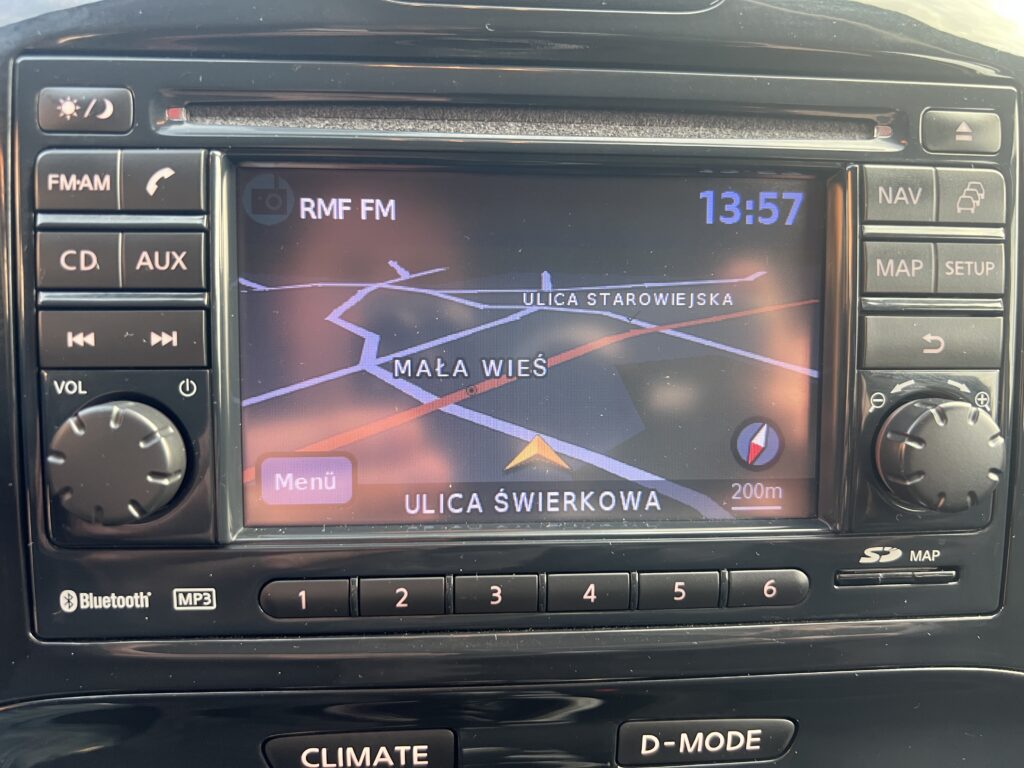 FM·AM
CD
AUX
VOL
RMF FM
13:57
ULICA STAROWIEJSKA
MAŁA WIEŚ
Menü
ULICA ŚWIERKOWA
200m
NAV
MAP
SETUP
Bluetooth
MP3
1
2
3
4
5
6
SD MAP
CLIMATE
D-MODE